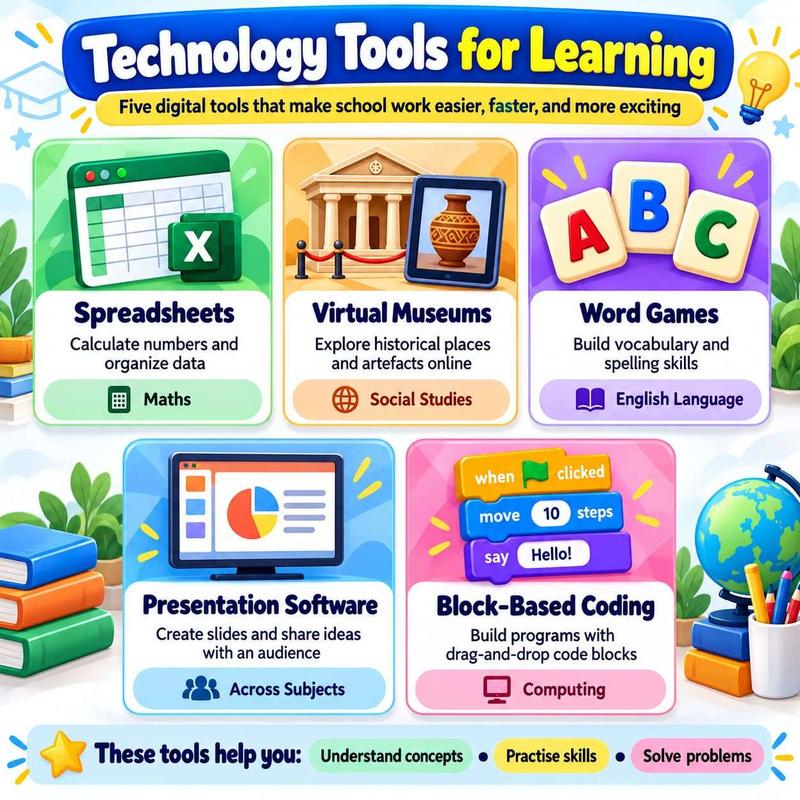 Technology Tools for Learning
Five digital tools that make school work easier, faster, and more exciting
X
Spreadsheets
Calculate numbers and
organize data
Maths
Virtual Museums
Explore historical places
and artefacts online
Social Studies
A B C
Word Games
Build vocabulary and
spelling skills
English Language
Presentation Software
Create slides and share ideas
with an audience
Across Subjects
when clicked
move 10 steps
say Hello!
Block-Based Coding
Build programs with
drag-and-drop code blocks
Computing
These tools help you: Understand concepts • Practise skills • Solve problems